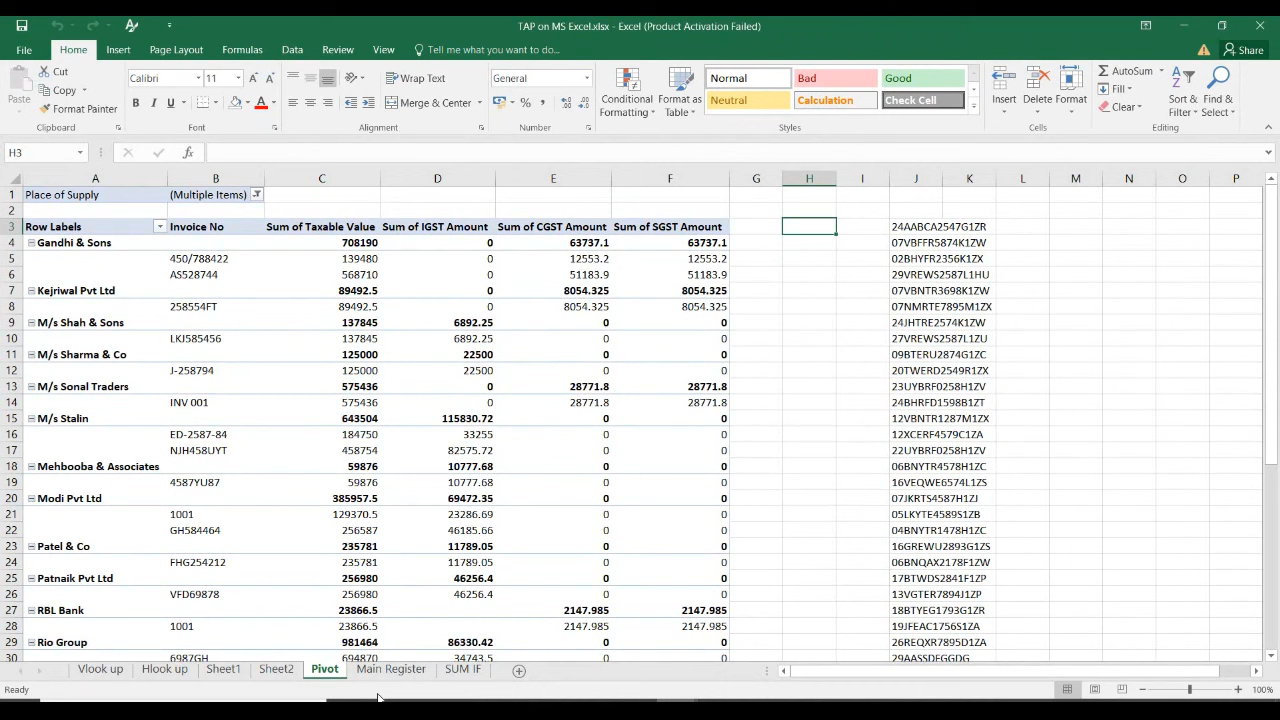 TAP on MS Excel.xlsx - Excel (Product Activation Failed)
File Home Insert Page Layout Formulas Data Review View Tell me what you want to do... Share
Paste Cut Copy Format Painter Clipboard
Calibri 11 B I U A Font
Wrap Text Merge & Center Alignment
General % , Number
Conditional Formatting Format as Table Normal Bad Good Neutral Calculation Check Cell Styles
Insert Delete Format Cells
AutoSum Fill Clear Sort & Filter Find & Select Editing
H3 fx
A B C D E F G H I J K L M N O P
1 Place of Supply (Multiple Items)
2
3 Row Labels Invoice No Sum of Taxable Value Sum of IGST Amount Sum of CGST Amount Sum of SGST Amount 24AABCA2547G1ZR
4 Gandhi & Sons 708190 0 63737.1 63737.1 07VBFFR5874K1ZW
5 450/788422 139480 0 12553.2 12553.2 02BHYFR2356K1ZX
6 AS528744 568710 0 51183.9 51183.9 29VREWS2587L1HU
7 Kejriwal Pvt Ltd 89492.5 0 8054.325 8054.325 07VBNTR3698K1ZW
8 258554FT 89492.5 0 8054.325 8054.325 07NMRTE7895M1ZX
9 M/s Shah & Sons 137845 6892.25 0 0 24JHTRE2574K1ZW
10 LKJ585456 137845 6892.25 0 0 27VREWS2587L1ZU
11 M/s Sharma & Co 125000 22500 0 0 09BTERU2874G1ZC
12 J-258794 125000 22500 0 0 20TWERD2549R1ZX
13 M/s Sonal Traders 575436 0 28771.8 28771.8 23UYBRF0258H1ZV
14 INV 001 575436 0 28771.8 28771.8 24BHRFD1598B1ZT
15 M/s Stalin 643504 115830.72 0 0 12VBNTR1287M1ZX
16 ED-2587-84 184750 33255 0 0 12XCERF4579C1ZA
17 NJH458UYT 458754 82575.72 0 0 22UYBRF0258H1ZV
18 Mehbooba & Associates 59876 10777.68 0 0 06BNYTR4578H1ZC
19 4587YU87 59876 10777.68 0 0 16VEQWE6574L1ZS
20 Modi Pvt Ltd 385957.5 69472.35 0 0 07JKRTS4587H1ZJ
21 1001 129370.5 23286.69 0 0 05LKYTE4589S1ZB
22 GH584464 256587 46185.66 0 0 04BNYTR1478H1ZC
23 Patel & Co 235781 11789.05 0 0 16GREWU2893G1ZS
24 FHG254212 235781 11789.05 0 0 06BNQAX2178F1ZW
25 Patnaik Pvt Ltd 256980 46256.4 0 0 17BTWDS2841F1ZP
26 VFD69878 256980 46256.4 0 0 13VGTER7894J1ZP
27 RBL Bank 23866.5 2147.985 2147.985 18BTYEG1793G1ZR
28 1001 23866.5 2147.985 2147.985 19JFEAC1756S1ZA
29 Rio Group 981464 86330.42 0 0 26REQXR7895D1ZA
30 6987GH 694870 34743.5 0 0 29AASSDFGGDG
Vlook up Hlook up Sheet1 Sheet2 Pivot Main Register SUM IF
Ready 100%